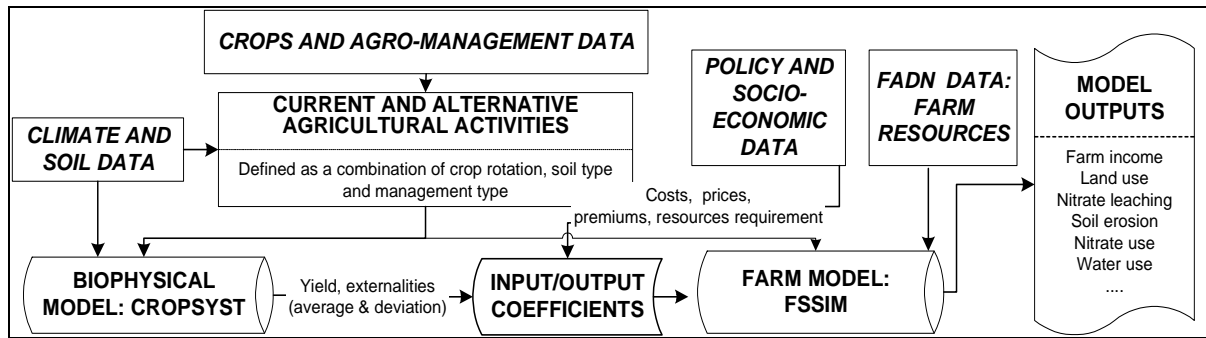 CROPS AND AGRO-MANAGEMENT DATA
CLIMATE AND
SOIL DATA
CURRENT AND ALTERNATIVE
AGRICULTURAL ACTIVITIES
Defined as a combination of crop rotation, soil type
and management type
POLICY AND
SOCIO-
ECONOMIC
DATA
FADN DATA:
FARM
RESOURCES
Costs, prices,
premiums, resources requirement
BIOPHYSICAL
MODEL: CROPSYST
Yield, externalities
(average & deviation)
INPUT/OUTPUT
COEFFICIENTS
FARM MODEL:
FSSIM
MODEL
OUTPUTS
Farm income
Land use
Nitrate leaching
Soil erosion
Nitrate use
Water use
....